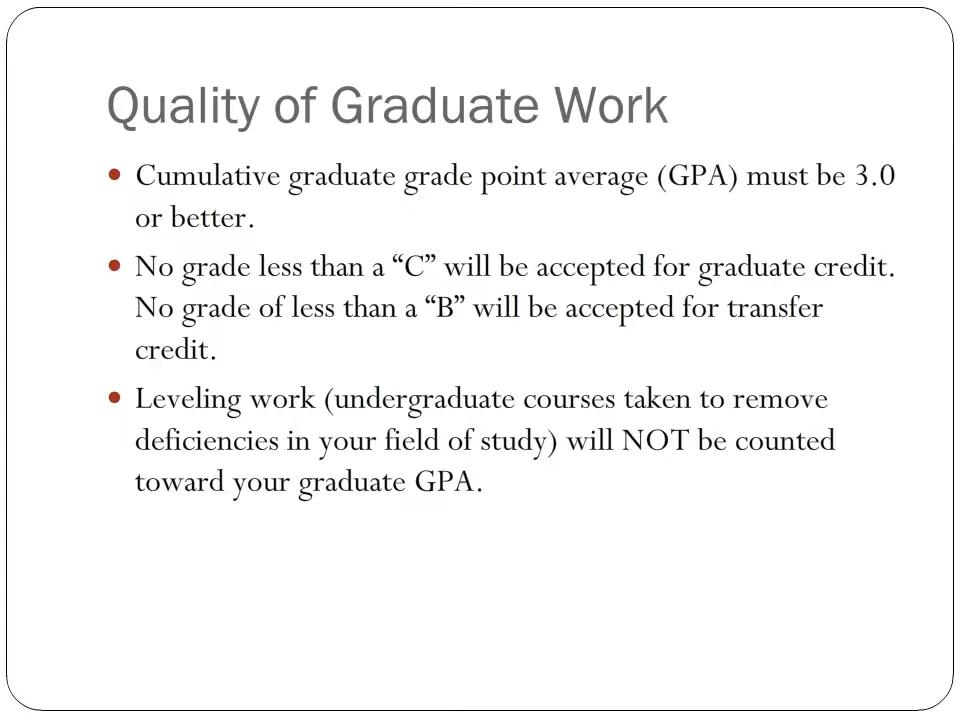 Quality of Graduate Work
• Cumulative graduate grade point average (GPA) must be 3.0
or better.
• No grade less than a “C” will be accepted for graduate credit.
No grade of less than a “B” will be accepted for transfer
credit.
• Leveling work (undergraduate courses taken to remove
deficiencies in your field of study) will NOT be counted
toward your graduate GPA.